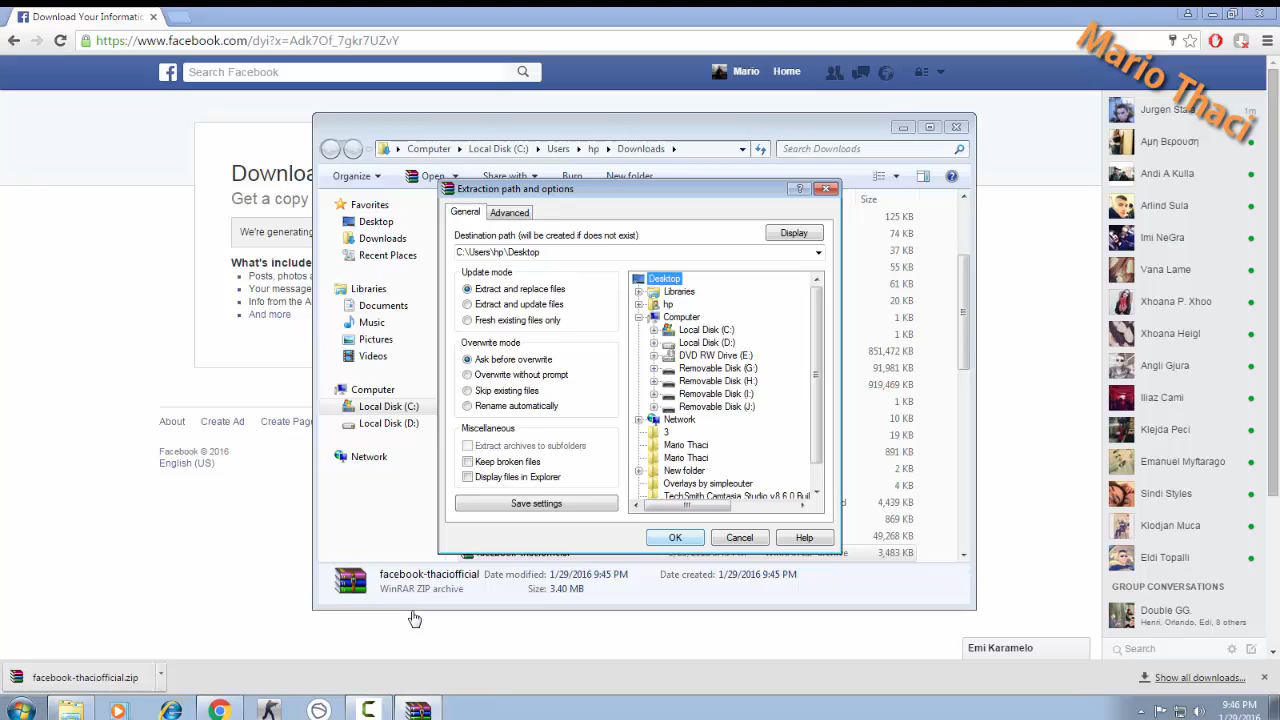 Download Your Informatic
https://www.facebook.com/dyi?x=Adk7Of_7gkr7UZvY
Mario Thaci
Search Facebook
Mario
Home
Get a copy
We're generating
What's include
Posts, photos a
Your message
Info from the A
And more
About
Create Ad
Create Page
Facebook © 2016
English (US)
Computer
Local Disk (C:)
Users
hp
Downloads
Search Downloads
Organize
Open
Share with
Burn
New folder
Favorites
Desktop
Downloads
Recent Places
Libraries
Documents
Music
Pictures
Videos
Computer
Local Disk (C:)
Local Disk (D:)
Network
Extraction path and options
General
Advanced
Destination path (will be created if does not exist)
Display
C:\Users\hp\Desktop
Update mode
Extract and replace files
Extract and update files
Fresh existing files only
Overwrite mode
Ask before overwrite
Overwrite without prompt
Skip existing files
Rename automatically
Miscellaneous
Extract archives to subfolders
Keep broken files
Display files in Explorer
Save settings
Desktop
Libraries
hp
Computer
Local Disk (C:)
Local Disk (D:)
DVD RW Drive (E:)
Removable Disk (G:)
Removable Disk (H:)
Removable Disk (I:)
Removable Disk (J:)
Network
3
Mario Thaci
Mario Thaci
New folder
Overlays by simpleouter
TechSmith Camtasia Studio v8.6.0 Buil
OK
Cancel
Help
Size
125 KB
74 KB
37 KB
55 KB
61 KB
20 KB
1 KB
1 KB
851,472 KB
91,981 KB
919,469 KB
1 KB
10 KB
19 KB
891 KB
2 KB
4 KB
4,439 KB
869 KB
49,268 KB
3,483 KB
facebook-thaciofficial
Date modified: 1/29/2016 9:45 PM
Date created: 1/29/2016 9:45 PM
WinRAR ZIP archive
Size: 3.40 MB
Jurgen
1m
Αμη Βερουση
Andi A Kulla
Arlind Sula
Imi NeGra
Vana Lame
Xhoana P. Xhoo
Xhoana Heigl
Angli Gjura
Iliaz Cami
Klejda Peci
Emanuel Myftarago
Sindi Styles
Klodjan Muca
Eldi Topalli
GROUP CONVERSATIONS
Double GG.
Henri, Orlando, Edi, 8 others
Emi Karamelo
Search
facebook-thaciofficial.zip
Show all downloads...
9:46 PM
1/29/2016